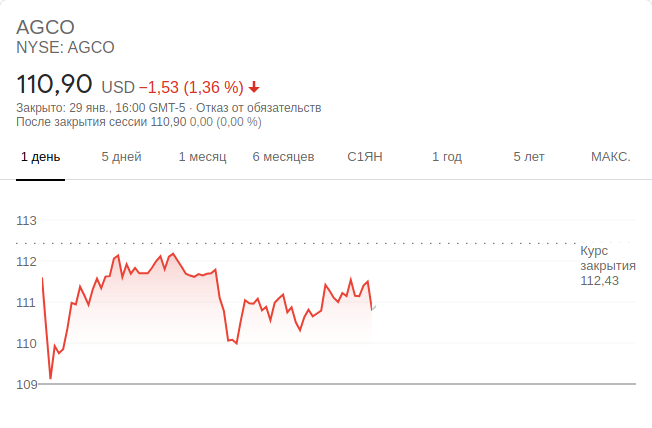 AGCO
NYSE: AGCO
110,90 USD −1,53 (1,36 %)
Закрыто: 29 янв., 16:00 GMT-5 · Отказ от обязательств
После закрытия сессии 110,90 0,00 (0,00 %)
1 день 5 дней 1 месяц 6 месяцев С1ЯН 1 год 5 лет МАКС.
113
112
111
110
109
Курс
закрытия
112,43